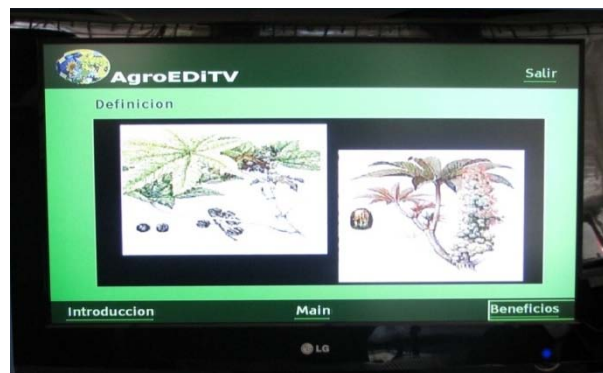 AgroEDiTV
Salir
Definicion
Introduccion
Main
Beneficios
LG